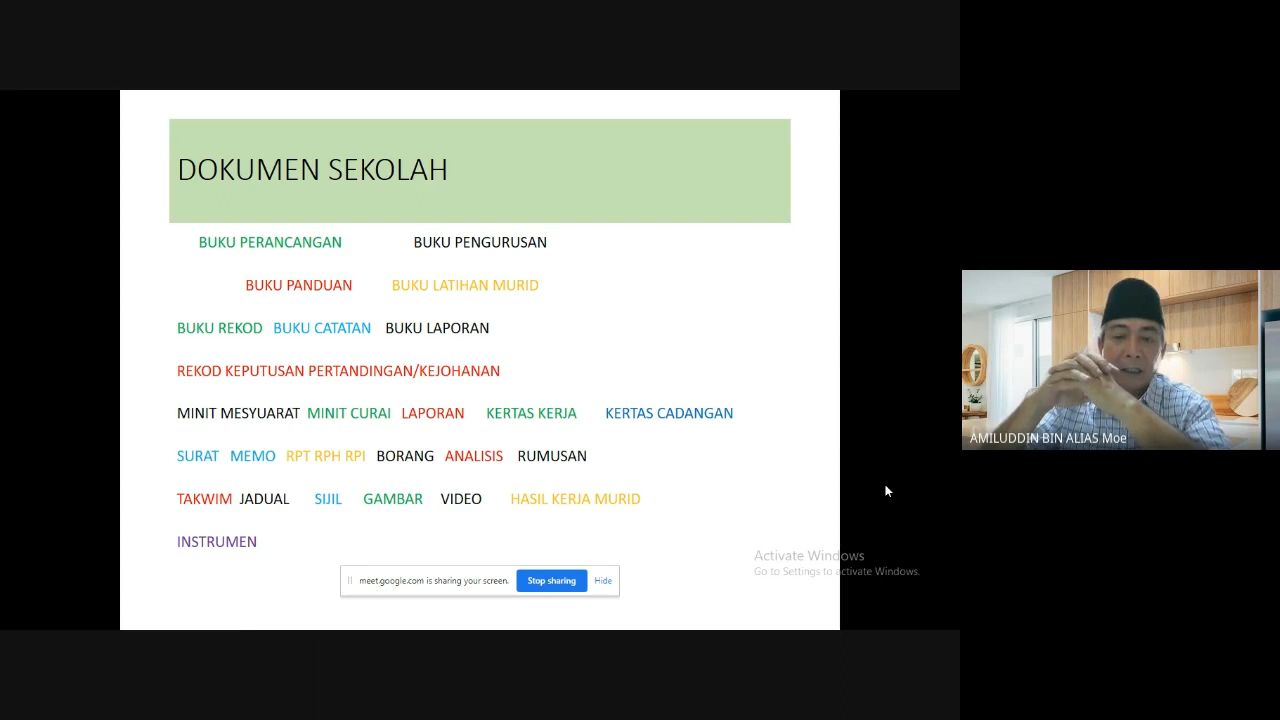 DOKUMEN SEKOLAH
BUKU PERANCANGAN BUKU PENGURUSAN
BUKU PANDUAN BUKU LATIHAN MURID
BUKU REKOD BUKU CATATAN BUKU LAPORAN
REKOD KEPUTUSAN PERTANDINGAN/KEJOHANAN
MINIT MESYUARAT MINIT CURAI LAPORAN KERTAS KERJA KERTAS CADANGAN
SURAT MEMO RPT RPH RPI BORANG ANALISIS RUMUSAN
TAKWIM JADUAL SIJIL GAMBAR VIDEO HASIL KERJA MURID
INSTRUMEN
meet.google.com is sharing your screen. Stop sharing Hide
Activate Windows
Go to Settings to activate Windows.
AMILUDDIN BIN ALIAS Moe